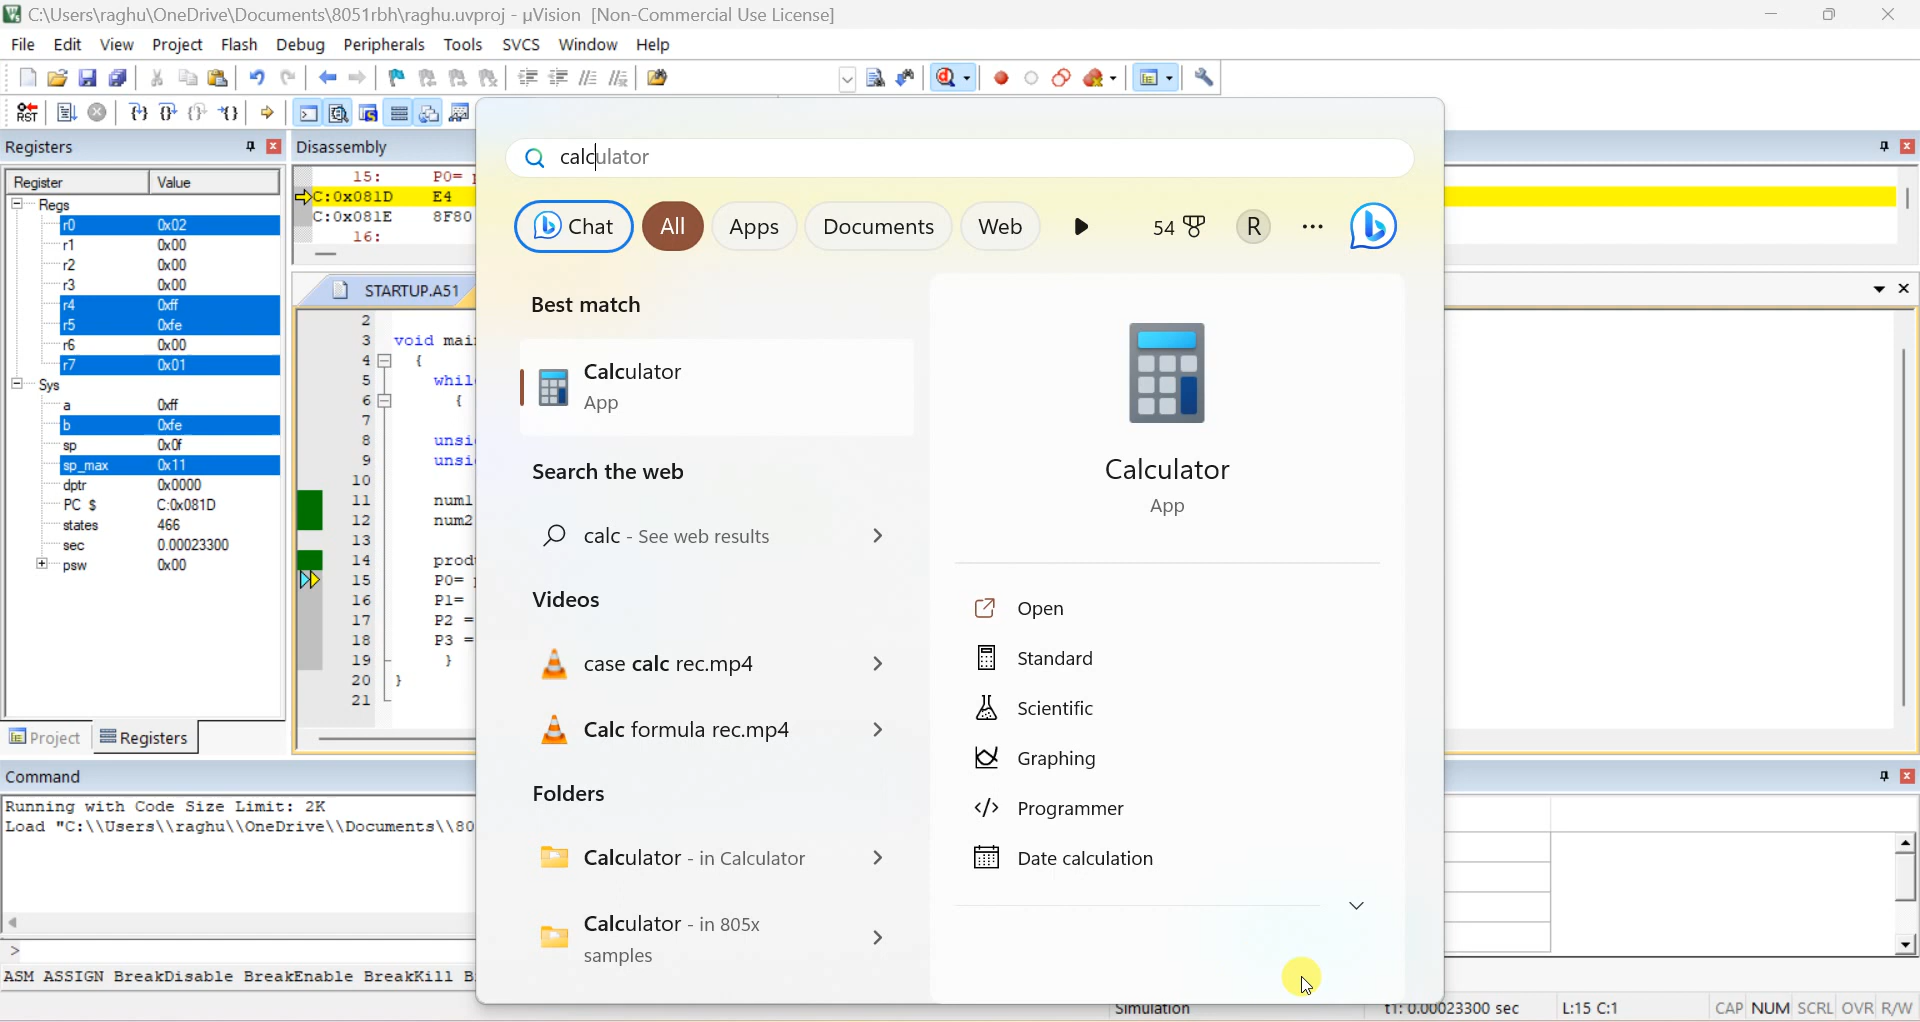 C:\Users\raghu\OneDrive\Documents\8051rbh\raghu.uvproj - µVision [Non-Commercial Use License]
File Edit View Project Flash Debug Peripherals Tools SVCS Window Help
RST
Registers
Register Value
Regs
r0 0x02
r1 0x00
r2 0x00
r3 0x00
r4 0xff
r5 0xfe
r6 0x00
r7 0x01
Sys
a 0xff
b 0xfe
sp 0x0f
sp_max 0x11
dptr 0x0000
PC $ C:0x081D
states 466
sec 0.00023300
psw 0x00
Project Registers
Disassembly
15: P0=
C:0x081D E4
C:0x081E 8F80
16:
STARTUP.A51
2
3 void mai
4 {
5 whil
6 {
7
8 unsi
9 unsi
10
11 num1
12 num2
13
14 prod
15 P0=
16 P1=
17 P2 =
18 P3 =
19 }
20 }
21
calculator
Chat All Apps Documents Web 54 R ...
Best match
Calculator
App
Search the web
calc - See web results
Videos
case calc rec.mp4
Calc formula rec.mp4
Folders
Calculator - in Calculator
Calculator - in 805x
samples
Calculator
App
Open
Standard
Scientific
Graphing
Programmer
Date calculation
Command
Running with Code Size Limit: 2K
Load "C:\\Users\\raghu\\OneDrive\\Documents\\80
>
ASM ASSIGN BreakDisable BreakEnable BreakKill B
Simulation t1: 0.00023300 sec L:15 C:1 CAP NUM SCRL OVR R/W